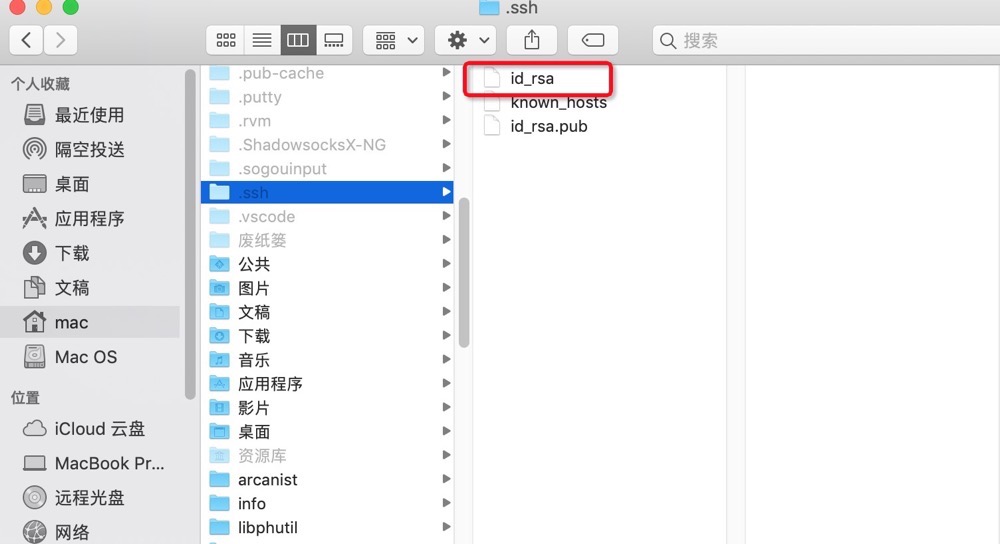 .ssh
搜索
个人收藏
最近使用
隔空投送
桌面
应用程序
下载
文稿
mac
Mac OS
位置
iCloud 云盘
MacBook Pr...
远程光盘
网络
.pub-cache
.putty
.rvm
.ShadowsocksX-NG
.sogouinput
.ssh
.vscode
废纸篓
公共
图片
文稿
下载
音乐
应用程序
影片
桌面
资源库
arcanist
info
libphutil
id_rsa
known_hosts
id_rsa.pub